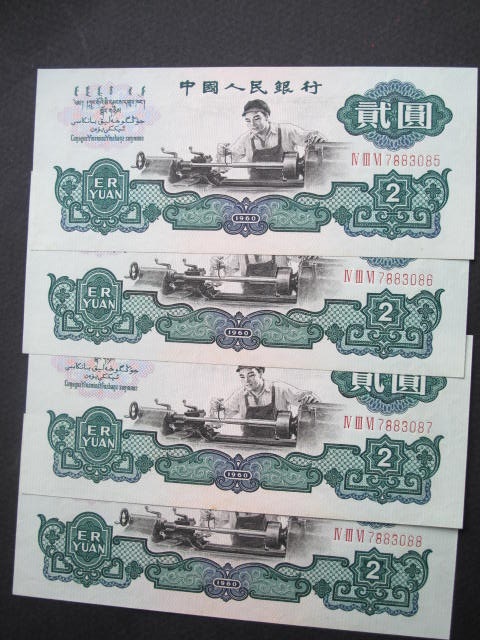 中國人民銀行
貳圓
IV III VI 7883085
ER
YUAN
2
1960
IV III VI 7883086
ER
YUAN
2
1960
貳圓
IV III VI 7883087
ER
YUAN
2
1960
IV III VI 7883088
ER
YUAN
2
1960